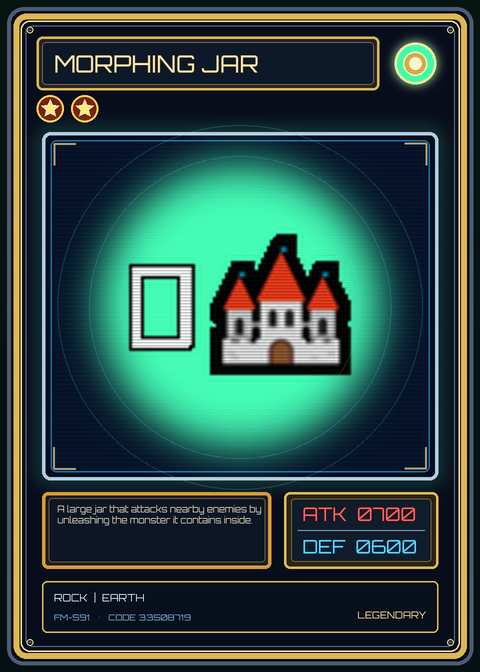 MORPHING JAR
A large jar that attacks nearby enemies by
unleashing the monster it contains inside.
ATK 0700
DEF 0600
ROCK | EARTH
FM-591 · CODE 33508719
LEGENDARY